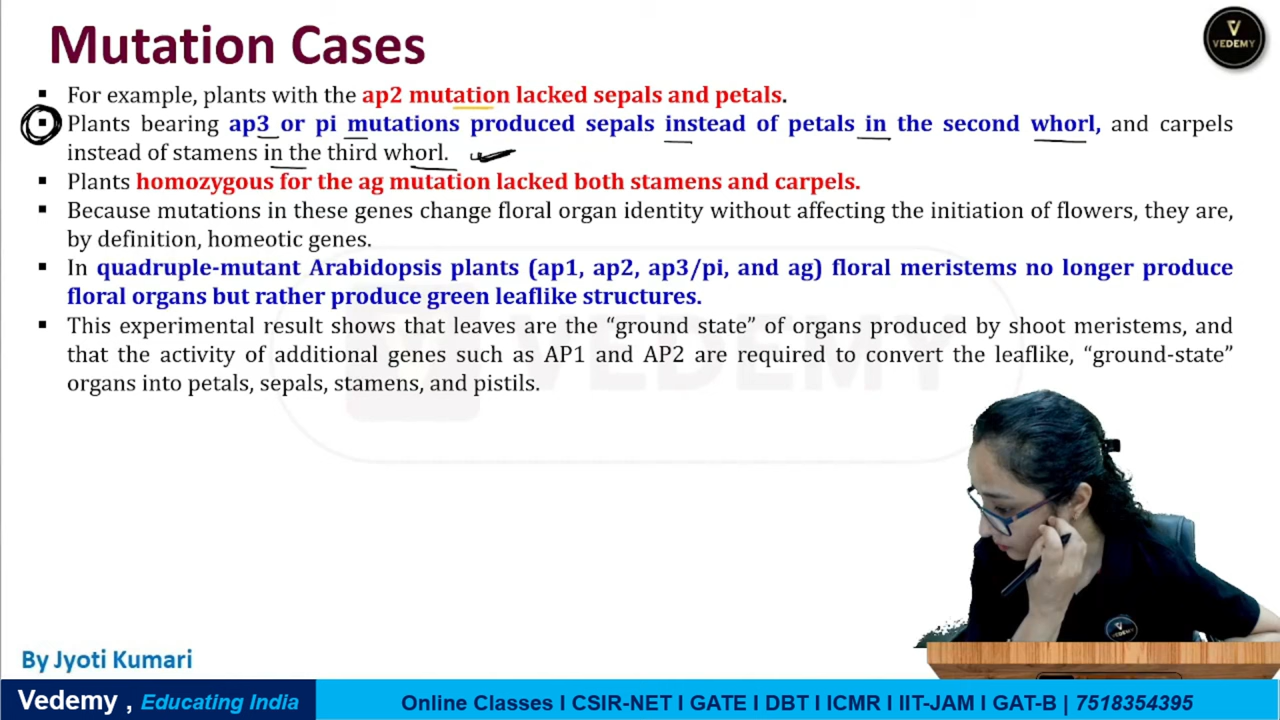 Mutation Cases
VEDEMY
▪ For example, plants with the ap2 mutation lacked sepals and petals.
▪ Plants bearing ap3 or pi mutations produced sepals instead of petals in the second whorl, and carpels
instead of stamens in the third whorl.
▪ Plants homozygous for the ag mutation lacked both stamens and carpels.
▪ Because mutations in these genes change floral organ identity without affecting the initiation of flowers, they are,
by definition, homeotic genes.
▪ In quadruple-mutant Arabidopsis plants (ap1, ap2, ap3/pi, and ag) floral meristems no longer produce
floral organs but rather produce green leaflike structures.
▪ This experimental result shows that leaves are the “ground state” of organs produced by shoot meristems, and
that the activity of additional genes such as AP1 and AP2 are required to convert the leaflike, “ground-state”
organs into petals, sepals, stamens, and pistils.
VEDEMY
VEDEMY
By Jyoti Kumari
Vedemy , Educating India
Online Classes I CSIR-NET I GATE I DBT I ICMR I IIT-JAM I GAT-B | 7518354395